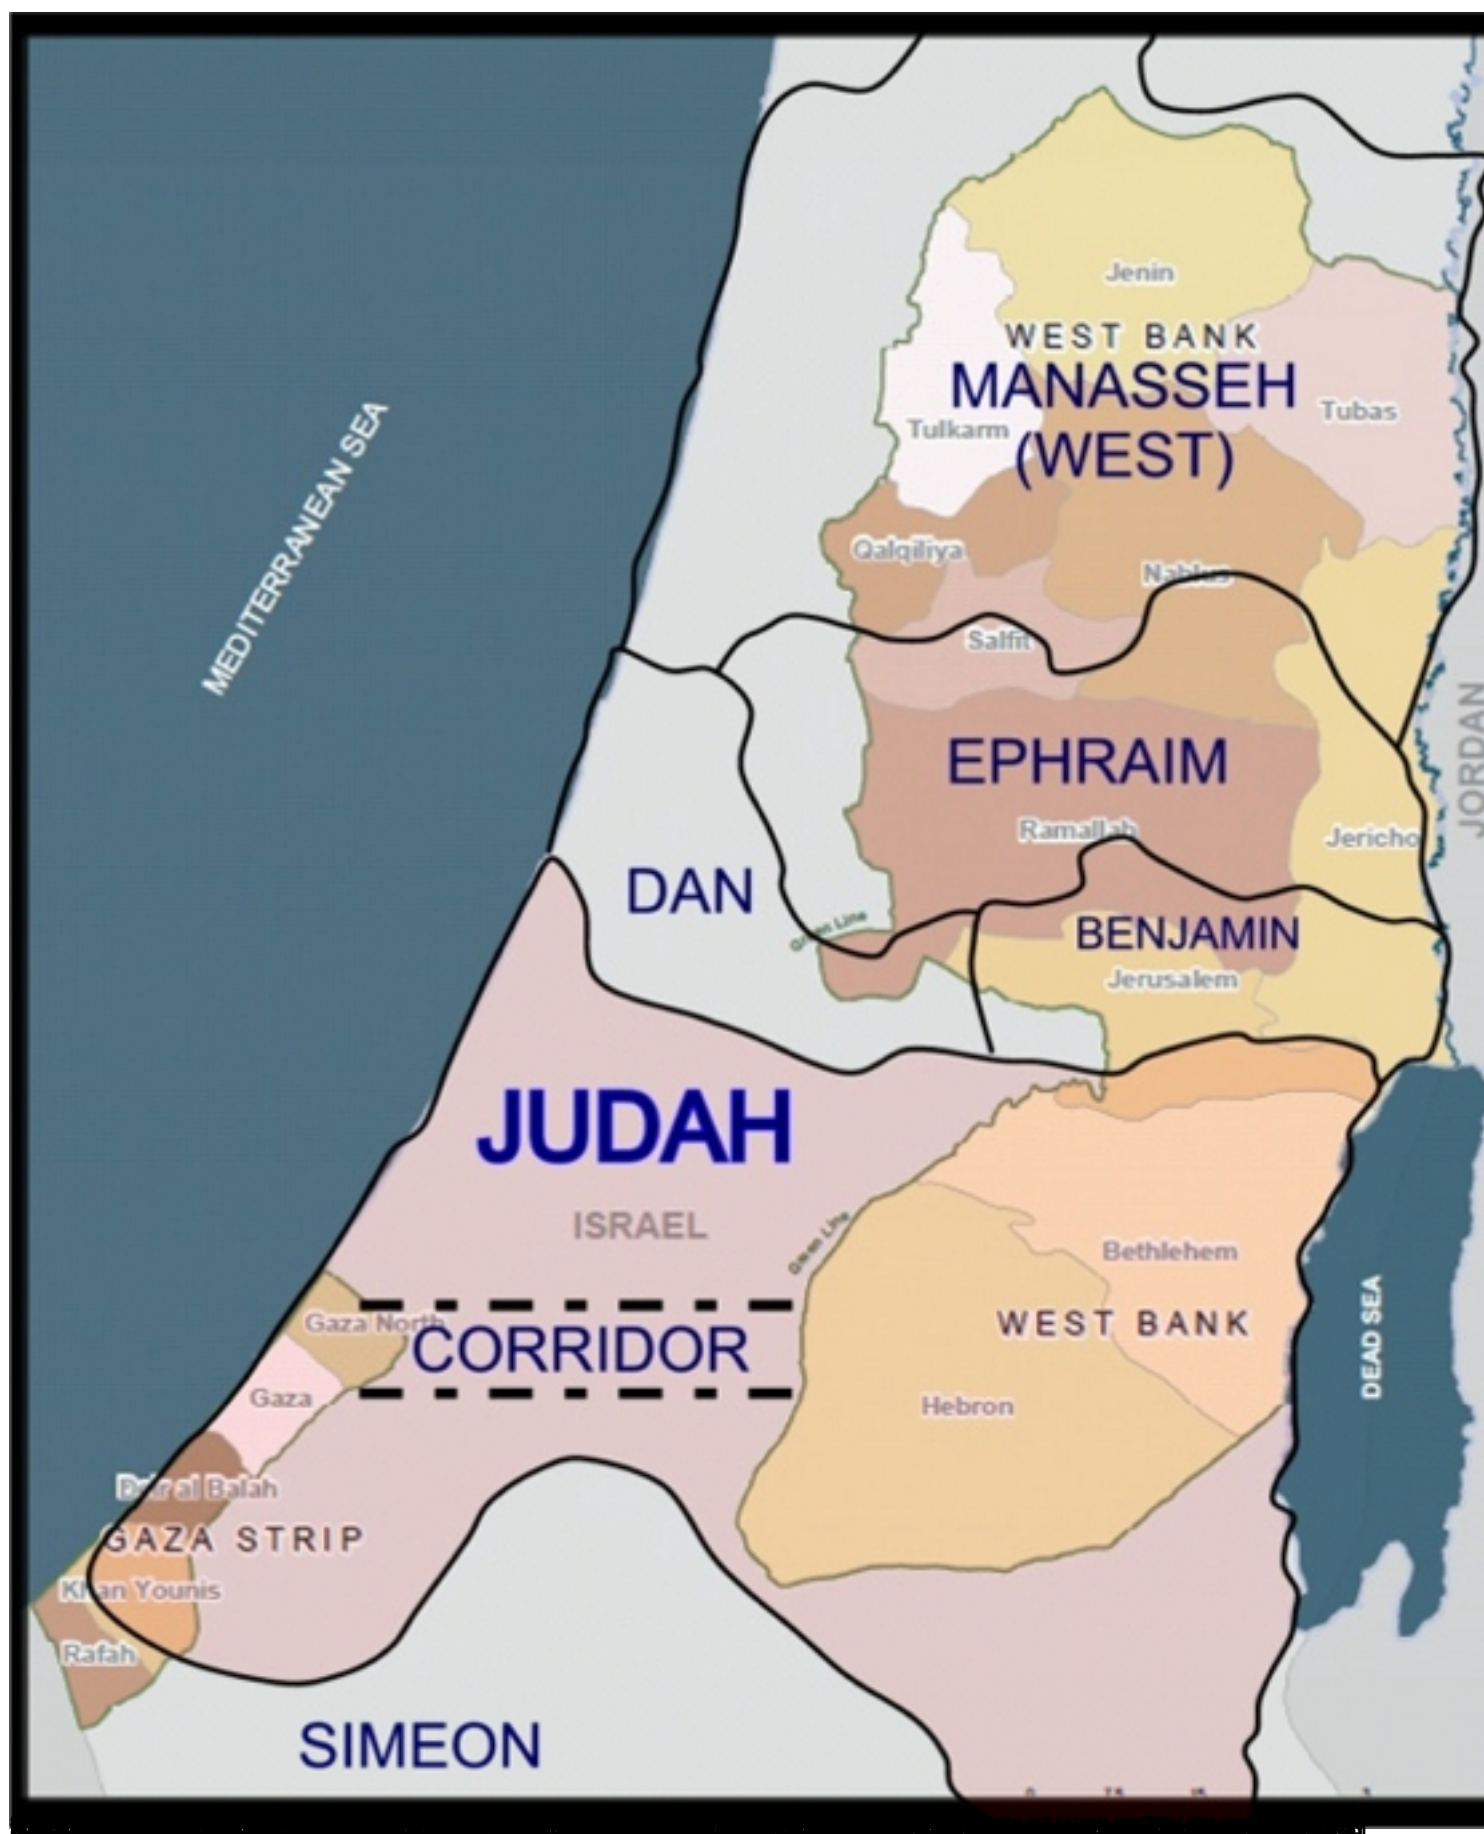 Jenin
WEST BANK
MANASSEH
(WEST)
Tubas
Tulkarm
MEDITERRANEAN SEA
Qalqiliya
Nablus
Salfit
JORDAN
EPHRAIM
Ramallah
Jericho
DAN
Green Line
BENJAMIN
Jerusalem
JUDAH
ISRAEL
Green Line
Bethlehem
WEST BANK
DEAD SEA
Gaza North
CORRIDOR
Gaza
Hebron
Deir al Balah
GAZA STRIP
Khan Younis
Rafah
SIMEON